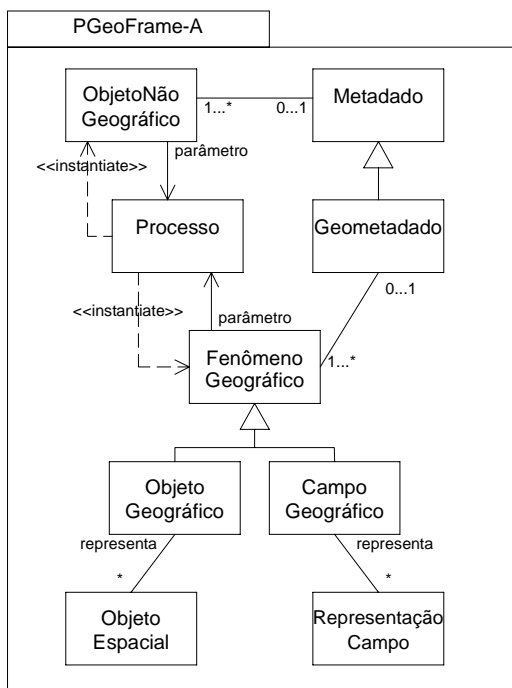 PGeoFrame-A
ObjetoNão
Geográfico
1...*
0...1
Metadado
<<instantiate>>
parâmetro
Processo
Geometadado
0...1
<<instantiate>>
parâmetro
Fenômeno
Geográfico
1...*
Objeto
Geográfico
Campo
Geográfico
representa
representa
*
*
Objeto
Espacial
Representação
Campo